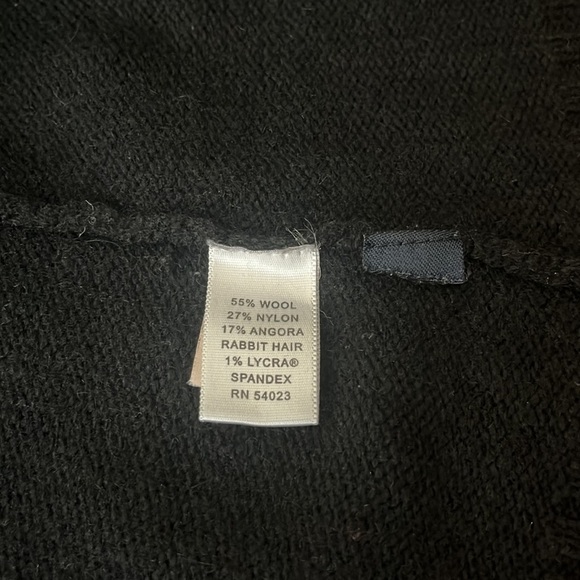 55% WOOL
27% NYLON
17% ANGORA
RABBIT HAIR
1% LYCRA®
SPANDEX
RN 54023